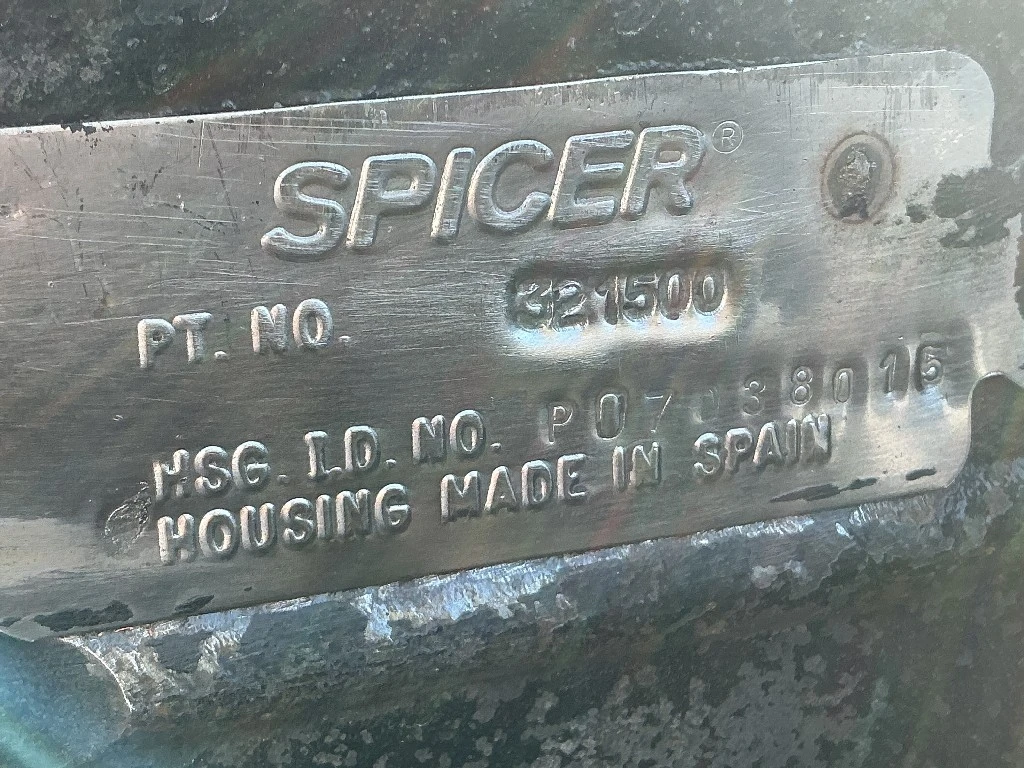 SPICER®
PT. NO. 321500
HSG. I.D. NO.
HOUSING MADE IN SPAIN